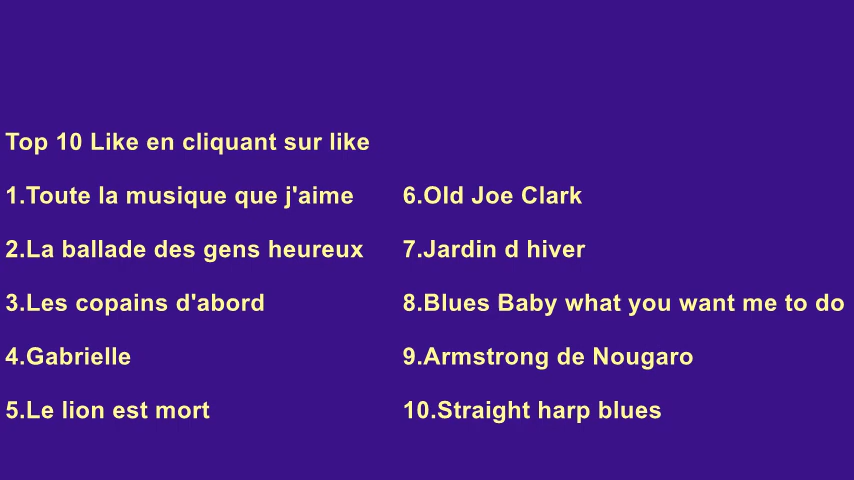 Top 10 Like en cliquant sur like
1.Toute la musique que j'aime
2.La ballade des gens heureux
3.Les copains d'abord
4.Gabrielle
5.Le lion est mort
6.Old Joe Clark
7.Jardin d hiver
8.Blues Baby what you want me to do
9.Armstrong de Nougaro
10.Straight harp blues